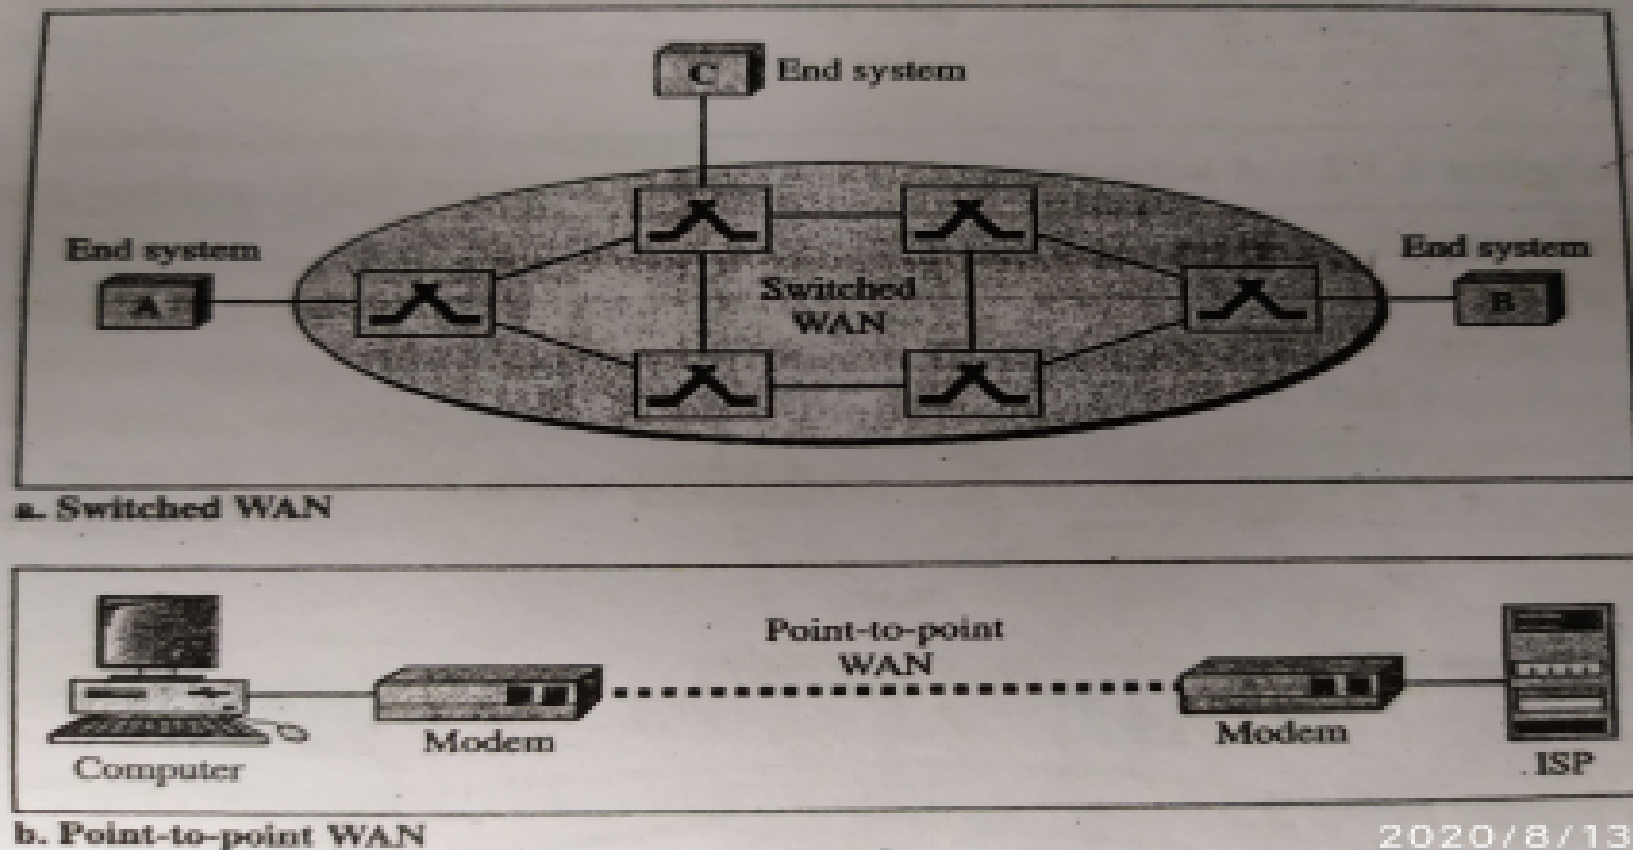 C End system
End system
A
Switched
WAN
End system
B
a. Switched WAN
Point-to-point
WAN
Modem
Modem
Computer
ISP
b. Point-to-point WAN
2020/8/13